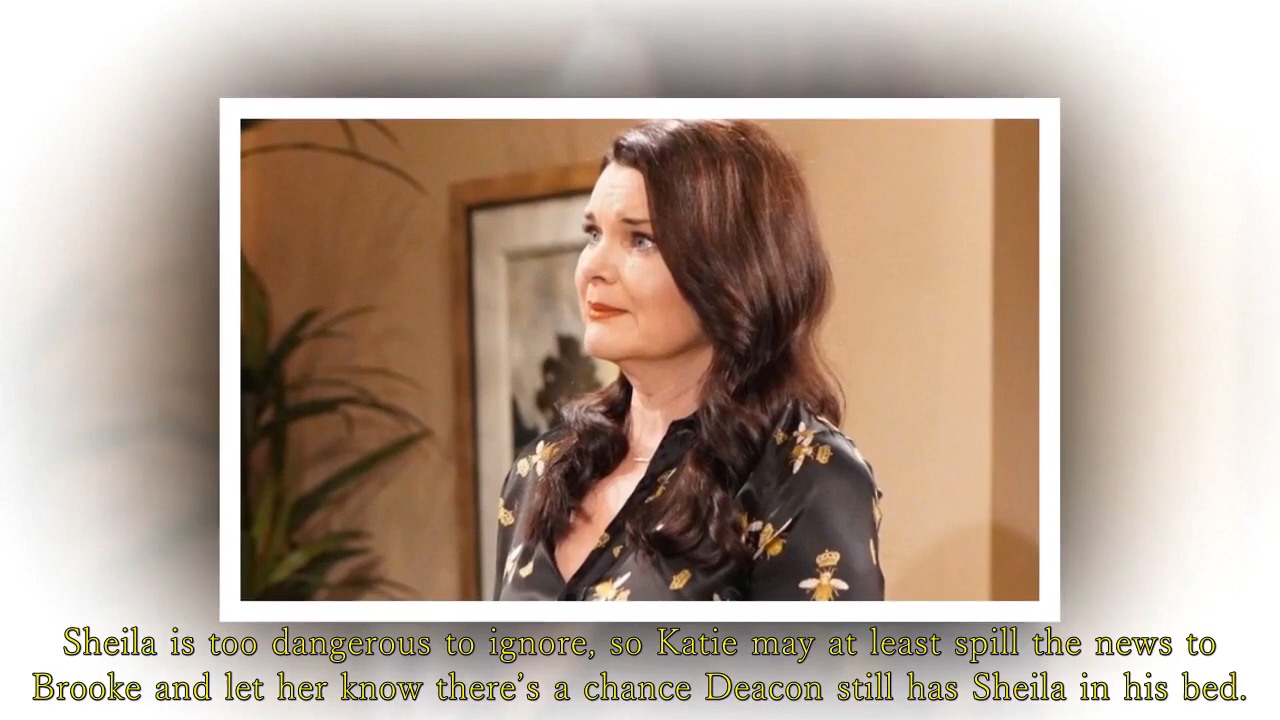 Sheila is too dangerous to ignore, so Katie may at least spill the news to
Brooke and let her know there’s a chance Deacon still has Sheila in his bed.